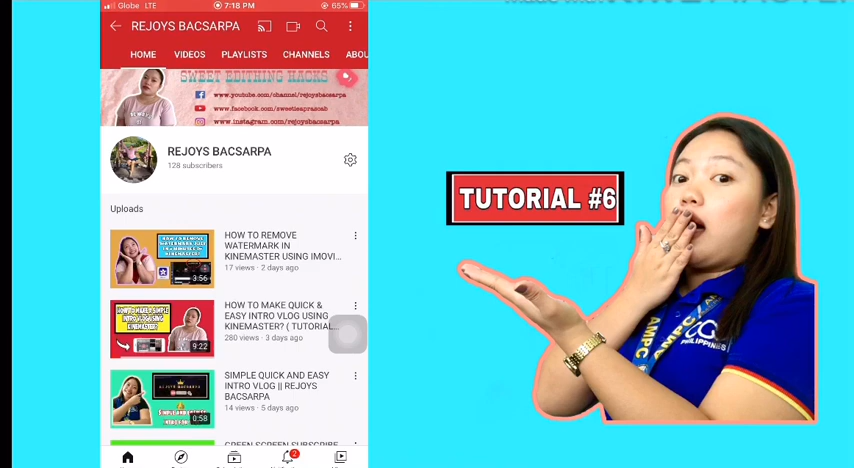 Globe LTE
7:18 PM
65%
REJOYS BACSARPA
HOME VIDEOS PLAYLISTS CHANNELS ABOU
SWEET EDITHING HACKS
www.youtube.com/channel/rejoysbacsarpa
www.facebook.com/sweetieaprazcab
www.instagram.com/rejoysbacsarpa
REJOYS BACSARPA
128 subscribers
Uploads
HOW TO REMOVE
WATERMARK IN
KINEMASTER USING IMOVI...
17 views · 2 days ago
3:56
HOW TO MAKE QUICK &
EASY INTRO VLOG USING
KINEMASTER? ( TUTORIAL...
280 views · 3 days ago
9:22
SIMPLE QUICK AND EASY
INTRO VLOG || REJOYS
BACSARPA
14 views · 5 days ago
0:58
GREEN SCREEN SUBSCRIBE
2
TUTORIAL #6
AMPC
PHILIPPINES